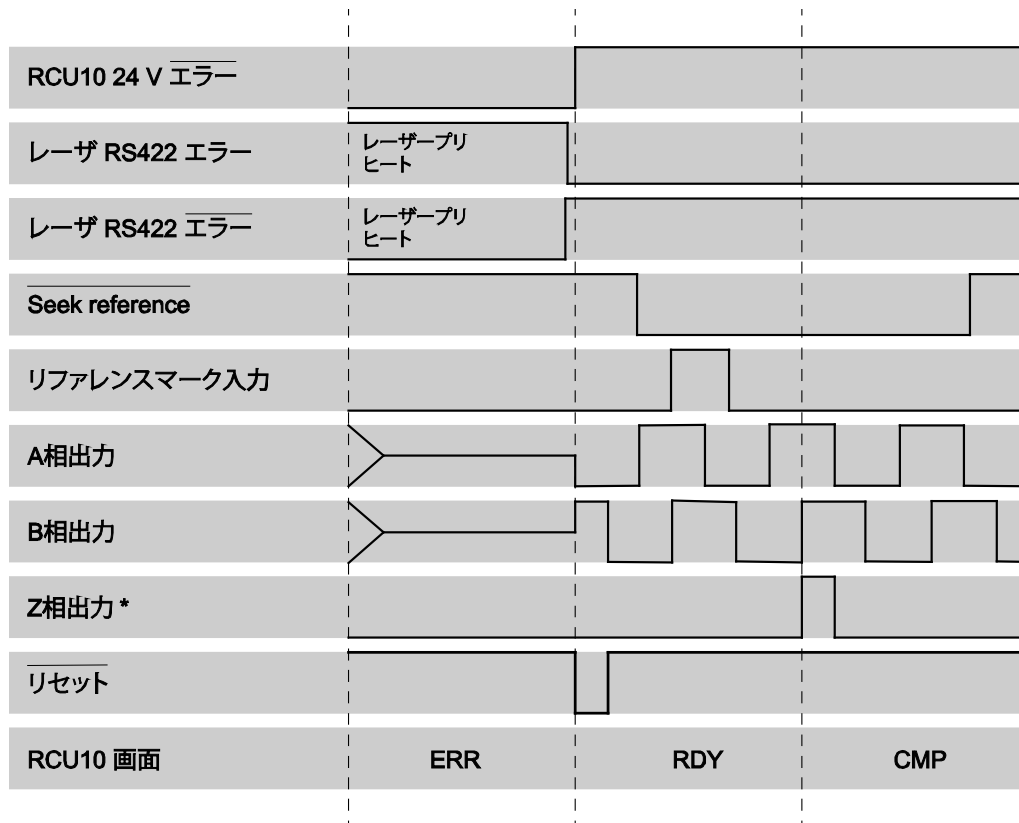 RCU10 24 V エラー
レーザ RS422 エラー
レーザープリ
ヒート
レーザ RS422 エラー
レーザープリ
ヒート
Seek reference
リファレンスマーク入力
A相出力
B相出力
Z相出力 *
リセット
RCU10 画面 ERR RDY CMP